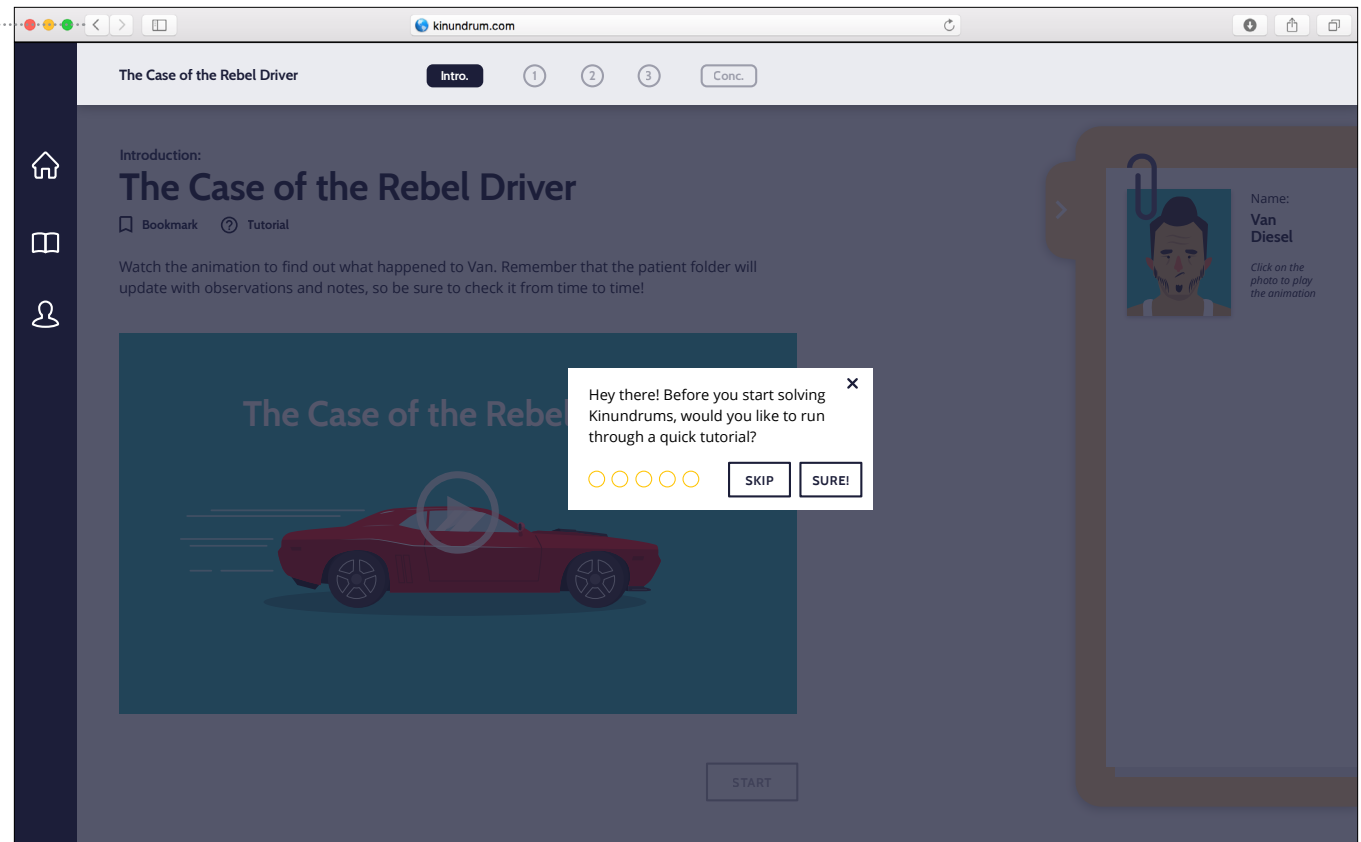 kinundrum.com
The Case of the Rebel Driver
Intro.
1
2
3
Conc.
Introduction:
The Case of the Rebel Driver
Bookmark
? Tutorial
Watch the animation to find out what happened to Van. Remember that the patient folder will
update with observations and notes, so be sure to check it from time to time!
The Case of the Rebel
Hey there! Before you start solving
Kinundrums, would you like to run
through a quick tutorial?
SKIP
SURE!
START
Name:
Van
Diesel
Click on the
photo to play
the animation